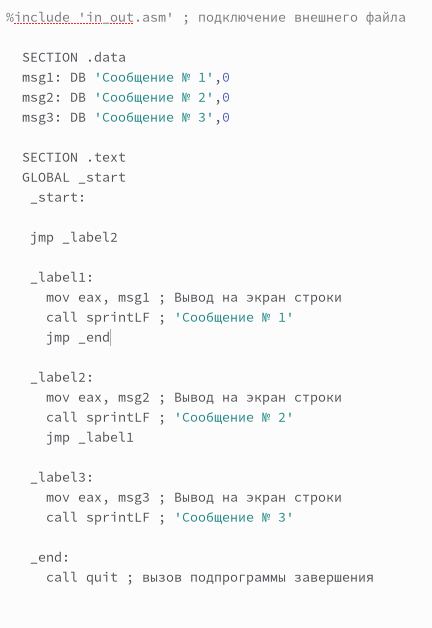 %include 'in_out.asm' ; подключение внешнего файла
SECTION .data
msg1: DB 'Сообщение № 1',0
msg2: DB 'Сообщение № 2',0
msg3: DB 'Сообщение № 3',0
SECTION .text
GLOBAL _start
_start:
jmp _label2
_label1:
mov eax, msg1 ; Вывод на экран строки
call sprintLF ; 'Сообщение № 1'
jmp _end
_label2:
mov eax, msg2 ; Вывод на экран строки
call sprintLF ; 'Сообщение № 2'
jmp _label1
_label3:
mov eax, msg3 ; Вывод на экран строки
call sprintLF ; 'Сообщение № 3'
_end:
call quit ; вызов подпрограммы завершения